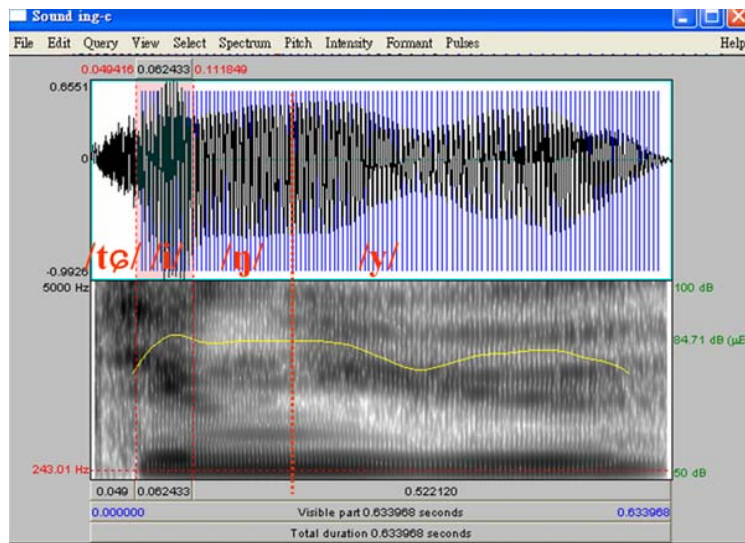 Sound ing-c
File Edit Query View Select Spectrum Pitch Intensity Formant Pulses Help
0.049416 0.062433 0.111849
0.6551
0
/tɕ/ /i/ /ŋ/ /y/
-0.9926
5000 Hz 100 dB
84.71 dB (µE
243.01 Hz 50 dB
0.049 0.062433 0.522120
0.000000 Visible part 0.633968 seconds 0.633968
Total duration 0.633968 seconds